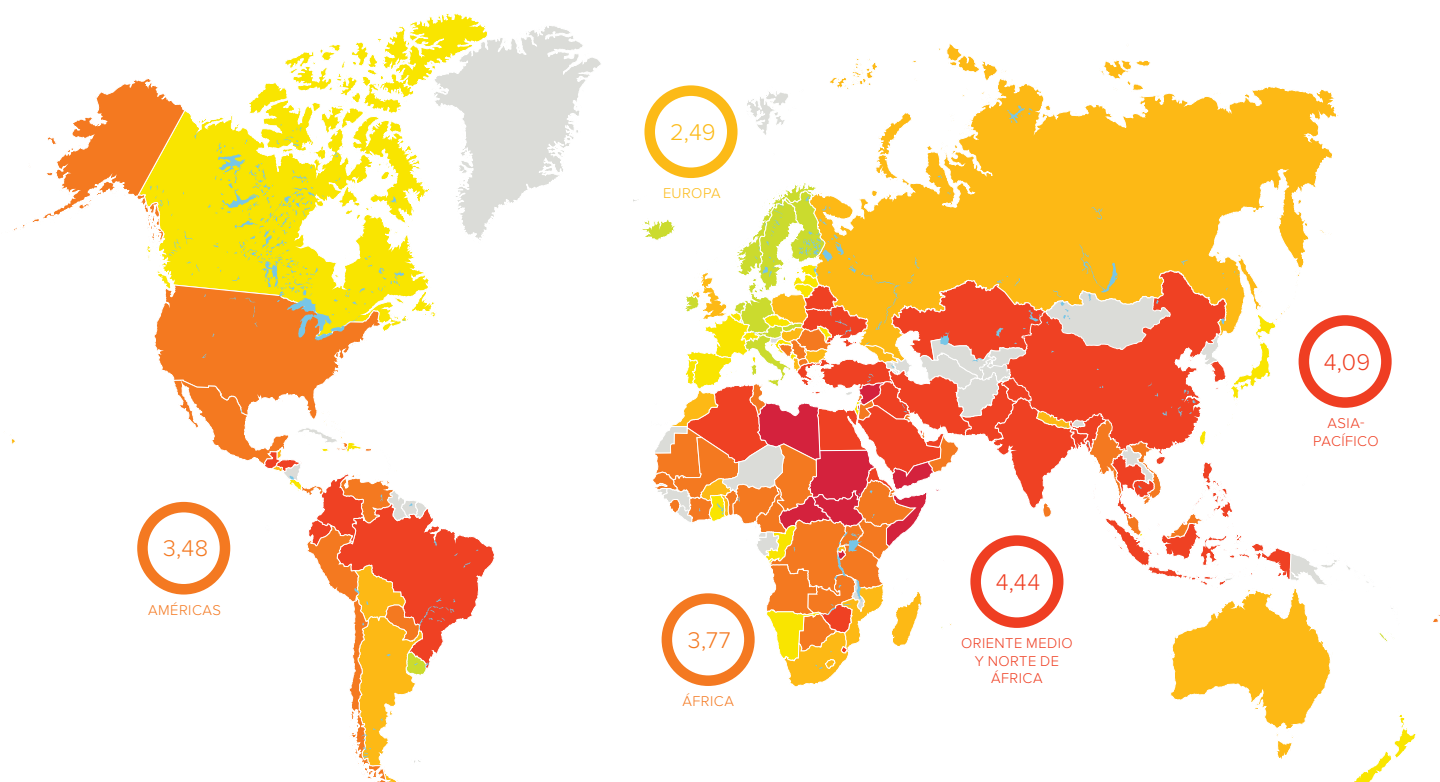 2,49
EUROPA
4,09
ASIA-
PACÍFICO
3,48
AMÉRICAS
4,44
ORIENTE MEDIO
Y NORTE DE
ÁFRICA
3,77
ÁFRICA